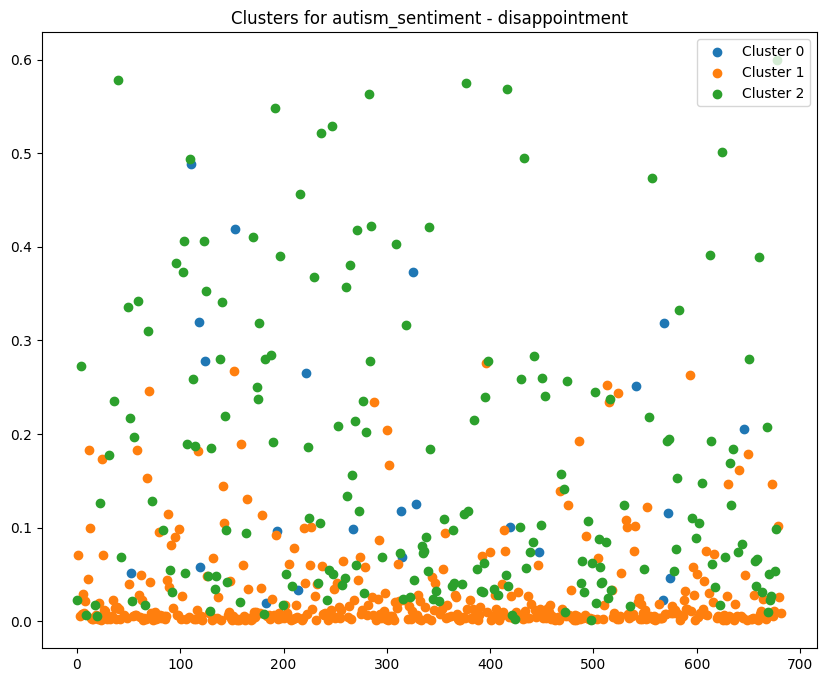 Clusters for autism_sentiment - disappointment
Cluster 0
Cluster 1
Cluster 2
0.6
0.5
0.4
0.3
0.2
0.1
0.0
0 100 200 300 400 500 600 700